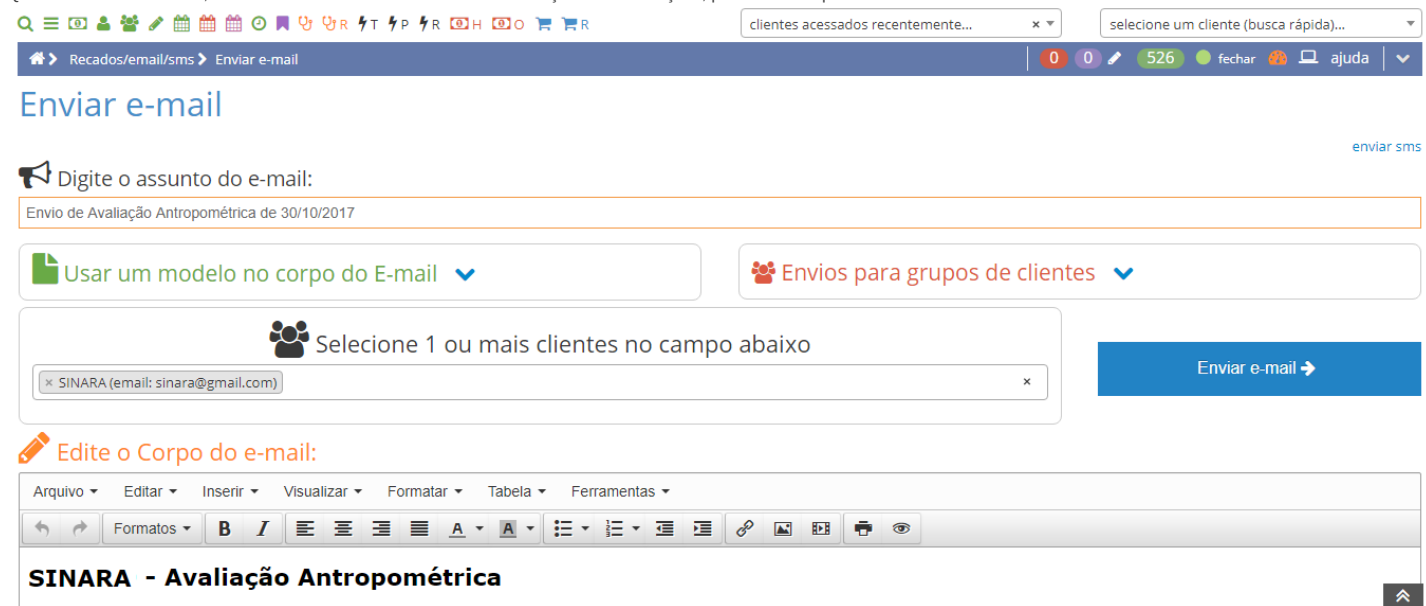 T P R H O R clientes acessados recentemente... × selecione um cliente (busca rápida)...
Recados/email/sms Enviar e-mail 0 0 526 fechar ajuda
Enviar e-mail
enviar sms
Digite o assunto do e-mail:
Envio de Avaliação Antropométrica de 30/10/2017
Usar um modelo no corpo do E-mail Envios para grupos de clientes
Selecione 1 ou mais clientes no campo abaixo
× SINARA (email: sinara@gmail.com) ×
Enviar e-mail
Edite o Corpo do e-mail:
Arquivo Editar Inserir Visualizar Formatar Tabela Ferramentas
Formatos B I A A
SINARA - Avaliação Antropométrica